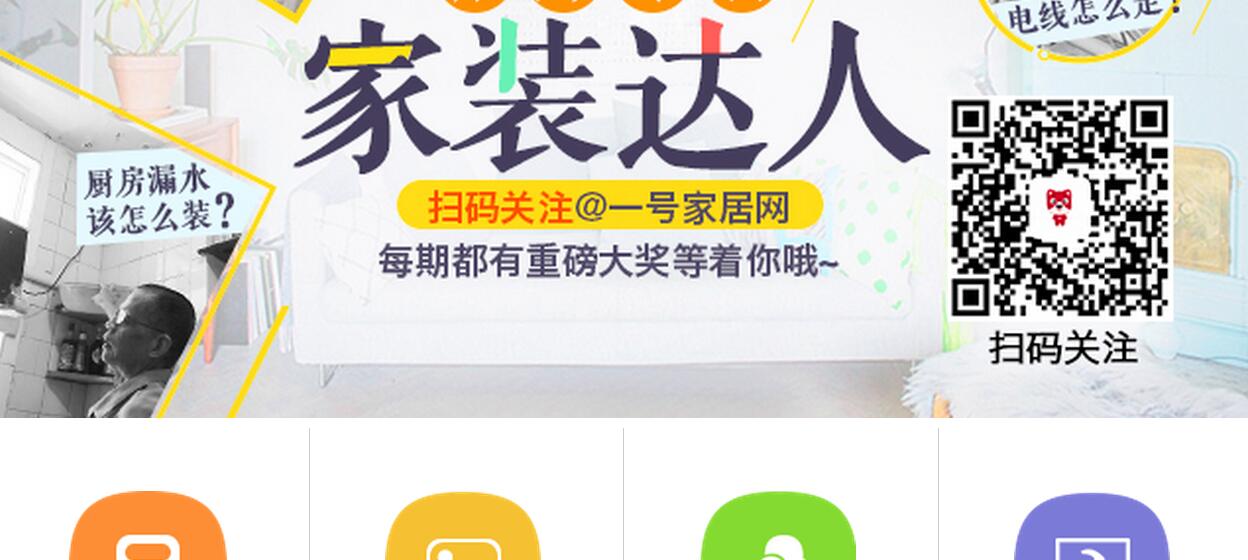 电线怎么走？
家装达人
厨房漏水
该怎么装？
扫码关注@一号家居网
每期都有重磅大奖等着你哦~
扫码关注